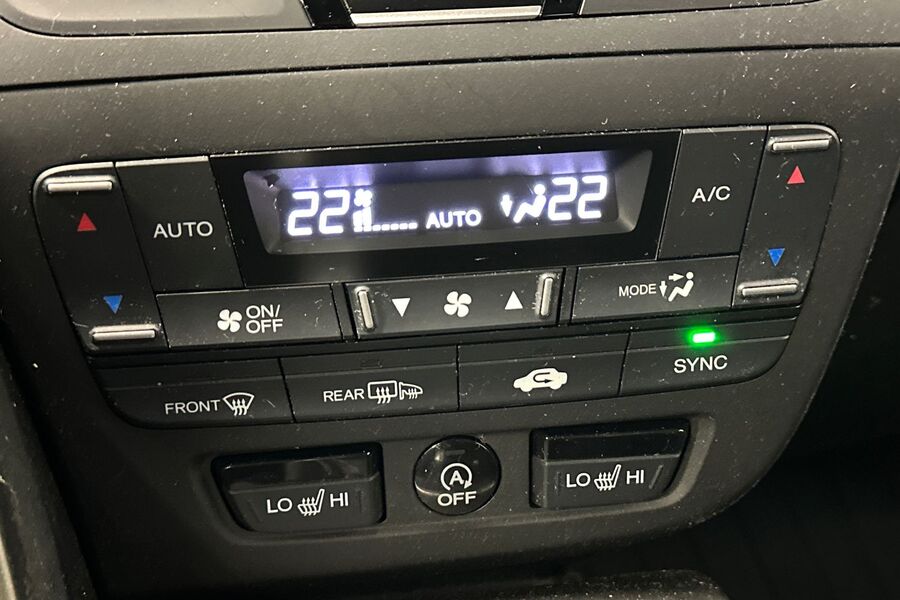 AUTO
22 AUTO 22
A/C
ON/
OFF
MODE
FRONT
REAR
SYNC
LO HI
A
OFF
LO HI